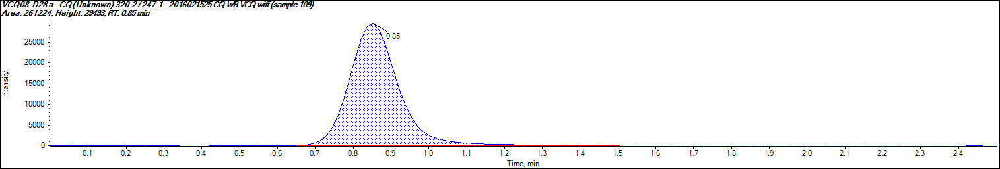 VCQ08-D28 a - CQ (Unknown) 320.2 / 247.1 - 2016021525 CQ WB VCQ.wiff (sample 109)
Area: 261224, Height: 29493, RT: 0.85 min
0.85
25000
20000
15000
10000
5000
0
Intensity
0.1 0.2 0.3 0.4 0.5 0.6 0.7 0.8 0.9 1.0 1.1 1.2 1.3 1.4 1.5 1.6 1.7 1.8 1.9 2.0 2.1 2.2 2.3 2.4
Time, min